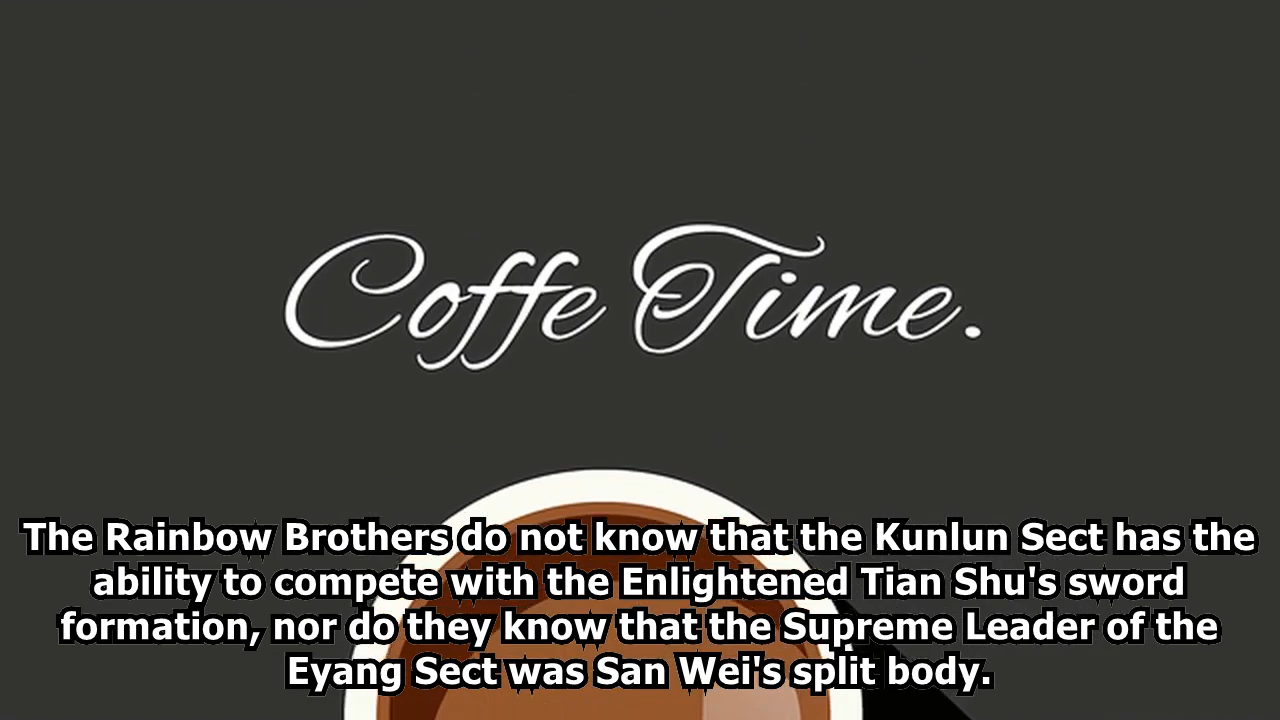 Coffe Time.
The Rainbow Brothers do not know that the Kunlun Sect has the
ability to compete with the Enlightened Tian Shu's sword
formation, nor do they know that the Supreme Leader of the
Eyang Sect was San Wei's split body.